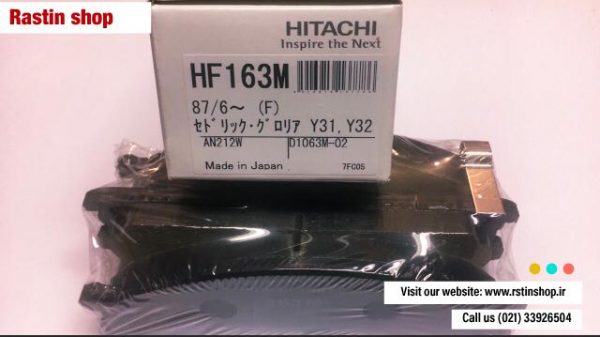 Rastin shop
HITACHI
Inspire the Next
HF163M
87/6～ (F)
ｾﾄﾞﾘｯｸ･ｸﾞﾛﾘｱ Y31, Y32
AN212W D1063M-02
Made in Japan 7FC05
Visit our website: www.rstinshop.ir
Call us (021) 33926504